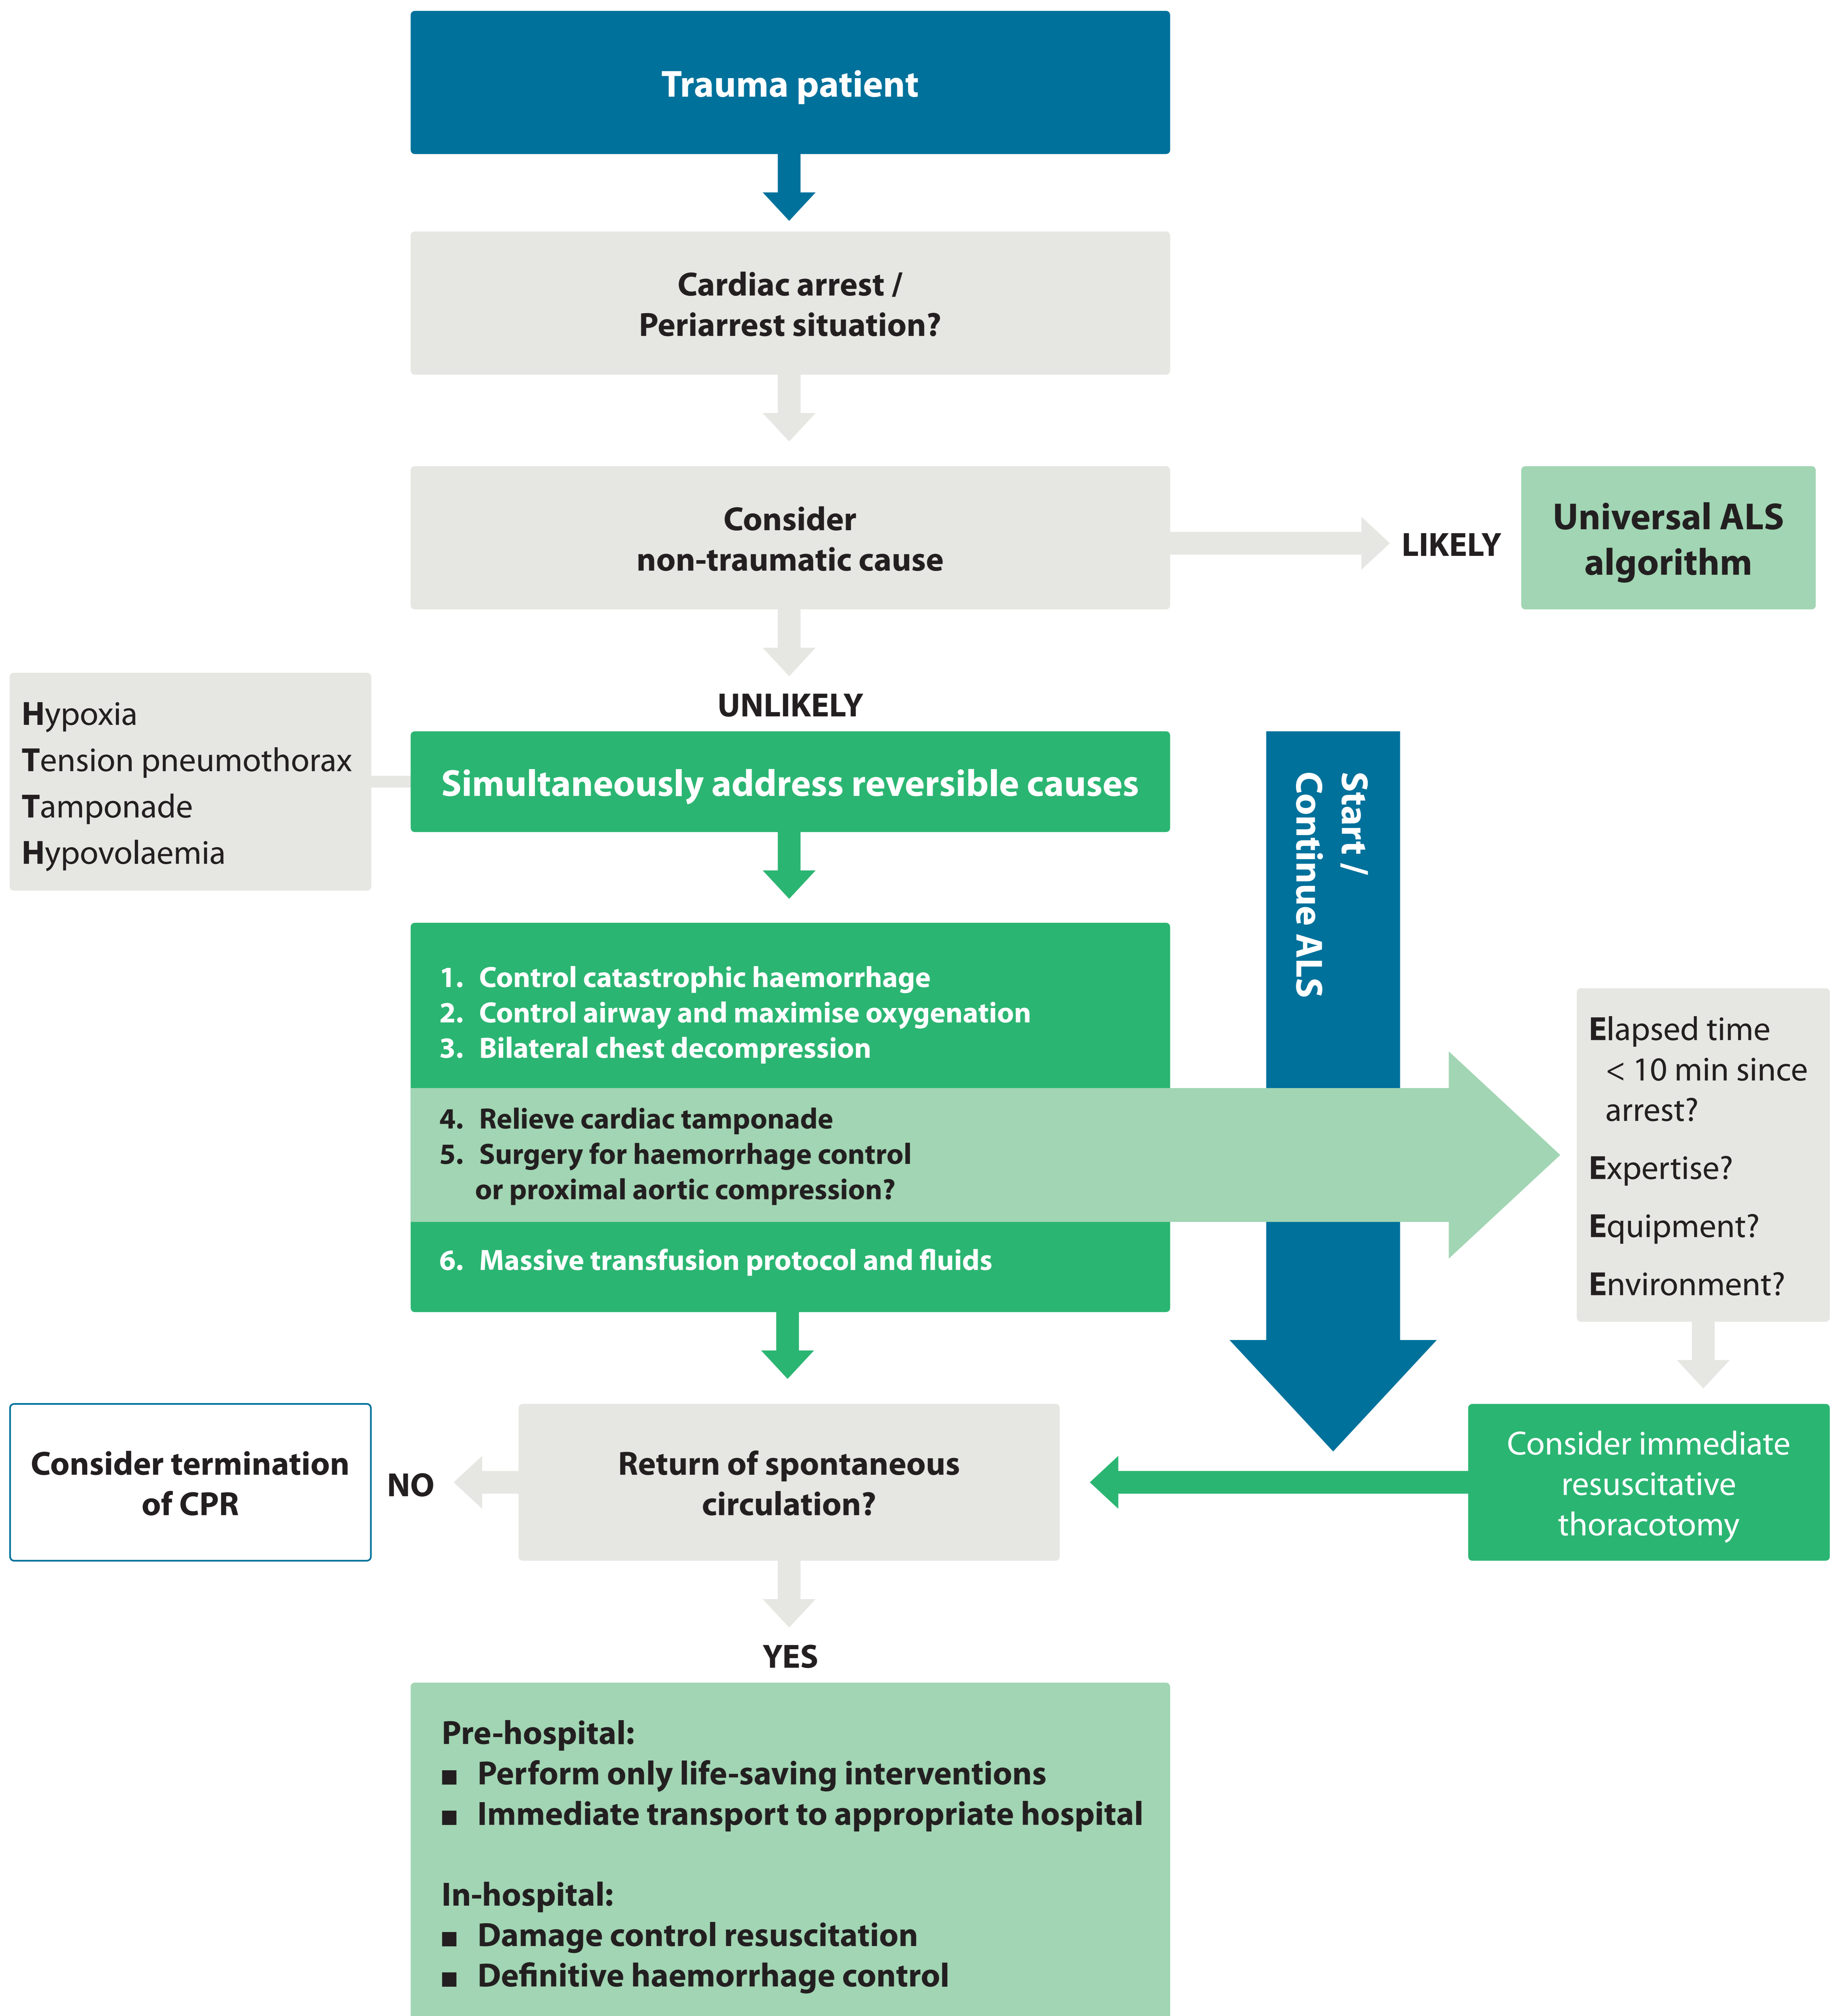 Trauma patient
Cardiac arrest /
Periarrest situation?
Consider
non-traumatic cause
LIKELY
Universal ALS
algorithm
UNLIKELY
Hypoxia
Tension pneumothorax
Tamponade
Hypovolaemia
Simultaneously address reversible causes
Start /
Continue ALS
1. Control catastrophic haemorrhage
2. Control airway and maximise oxygenation
3. Bilateral chest decompression
4. Relieve cardiac tamponade
5. Surgery for haemorrhage control
or proximal aortic compression?
6. Massive transfusion protocol and fluids
Elapsed time
< 10 min since
arrest?
Expertise?
Equipment?
Environment?
Consider immediate
resuscitative
thoracotomy
Return of spontaneous
circulation?
NO
Consider termination
of CPR
YES
Pre-hospital:
■ Perform only life-saving interventions
■ Immediate transport to appropriate hospital
In-hospital:
■ Damage control resuscitation
■ Definitive haemorrhage control